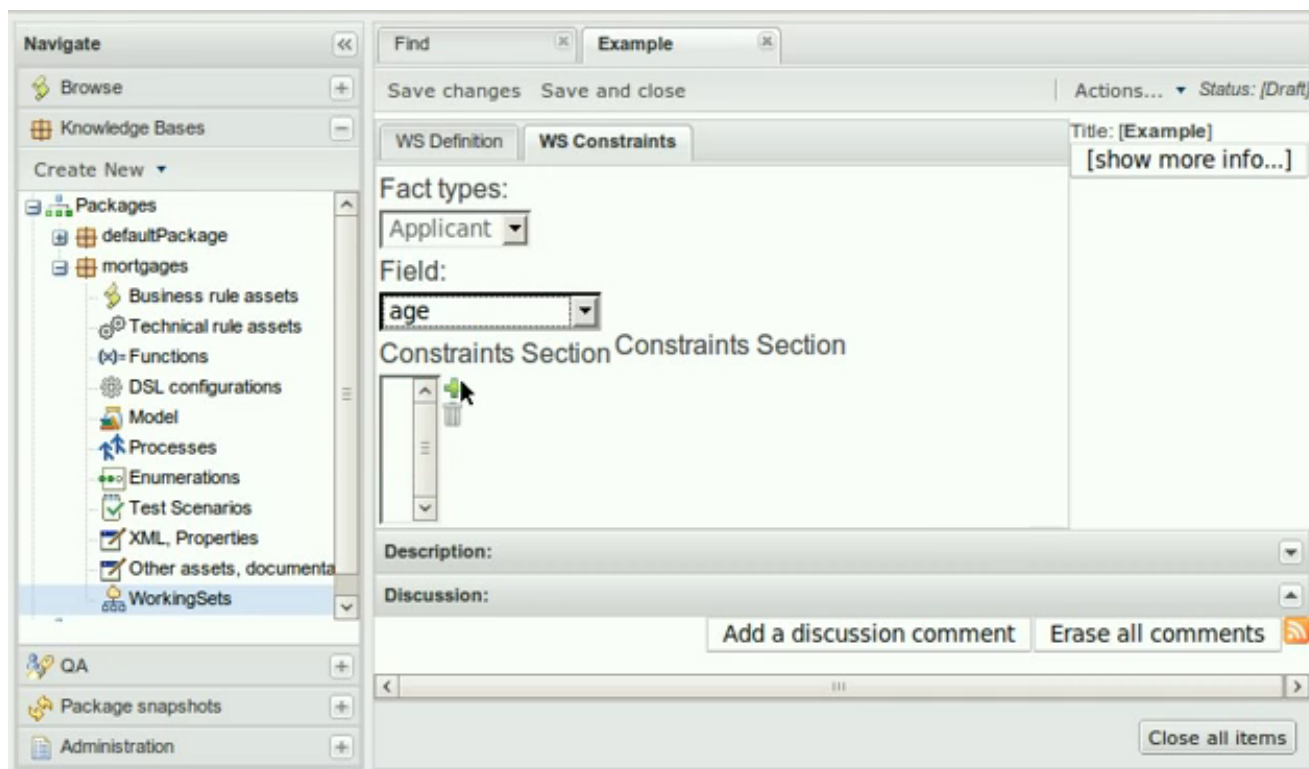 Navigate
Browse
Knowledge Bases
Create New
Packages
defaultPackage
mortgages
Business rule assets
Technical rule assets
(x)= Functions
DSL configurations
Model
Processes
Enumerations
Test Scenarios
XML, Properties
Other assets, documenta
WorkingSets
QA
Package snapshots
Administration
Find
Example
Save changes Save and close
Actions... Status: [Draft]
WS Definition WS Constraints
Title: [Example]
[show more info...]
Fact types:
Applicant
Field:
age
Constraints Section Constraints Section
Description:
Discussion:
Add a discussion comment Erase all comments
Close all items